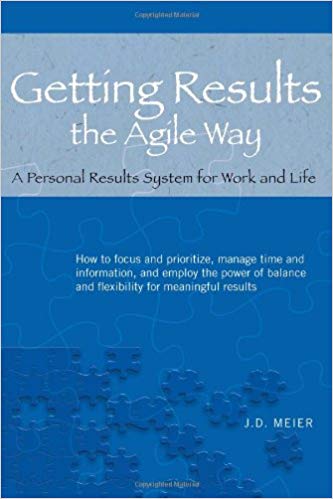 Getting Results
the Agile Way
A Personal Results System for Work and Life
How to focus and prioritize, manage time and
information, and employ the power of balance
and flexibility for meaningful results
J.D. MEIER